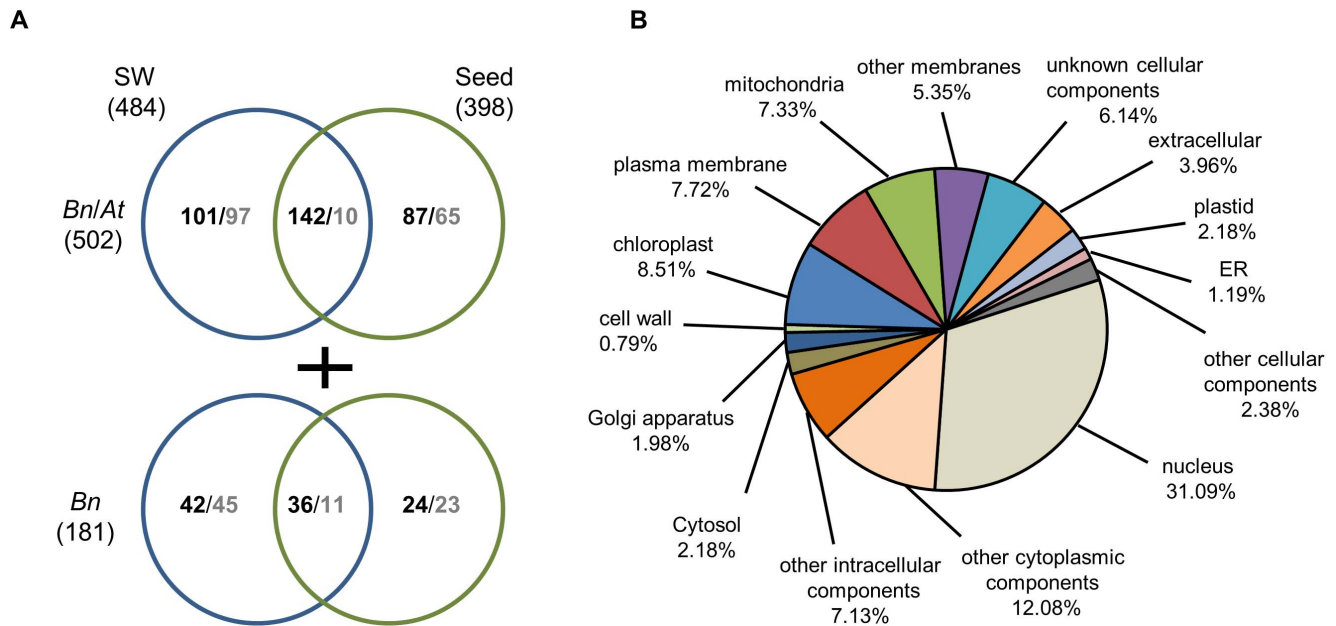 A
SW
(484)
Seed
(398)
Bn/At
(502)
101/97
142/10
87/65
Bn
(181)
42/45
36/11
24/23
B
mitochondria
7.33%
other membranes
5.35%
unknown cellular
components
6.14%
extracellular
3.96%
plastid
2.18%
ER
1.19%
other cellular
components
2.38%
nucleus
31.09%
other cytoplasmic
components
12.08%
other intracellular
components
7.13%
Cytosol
2.18%
Golgi apparatus
1.98%
cell wall
0.79%
chloroplast
8.51%
plasma membrane
7.72%